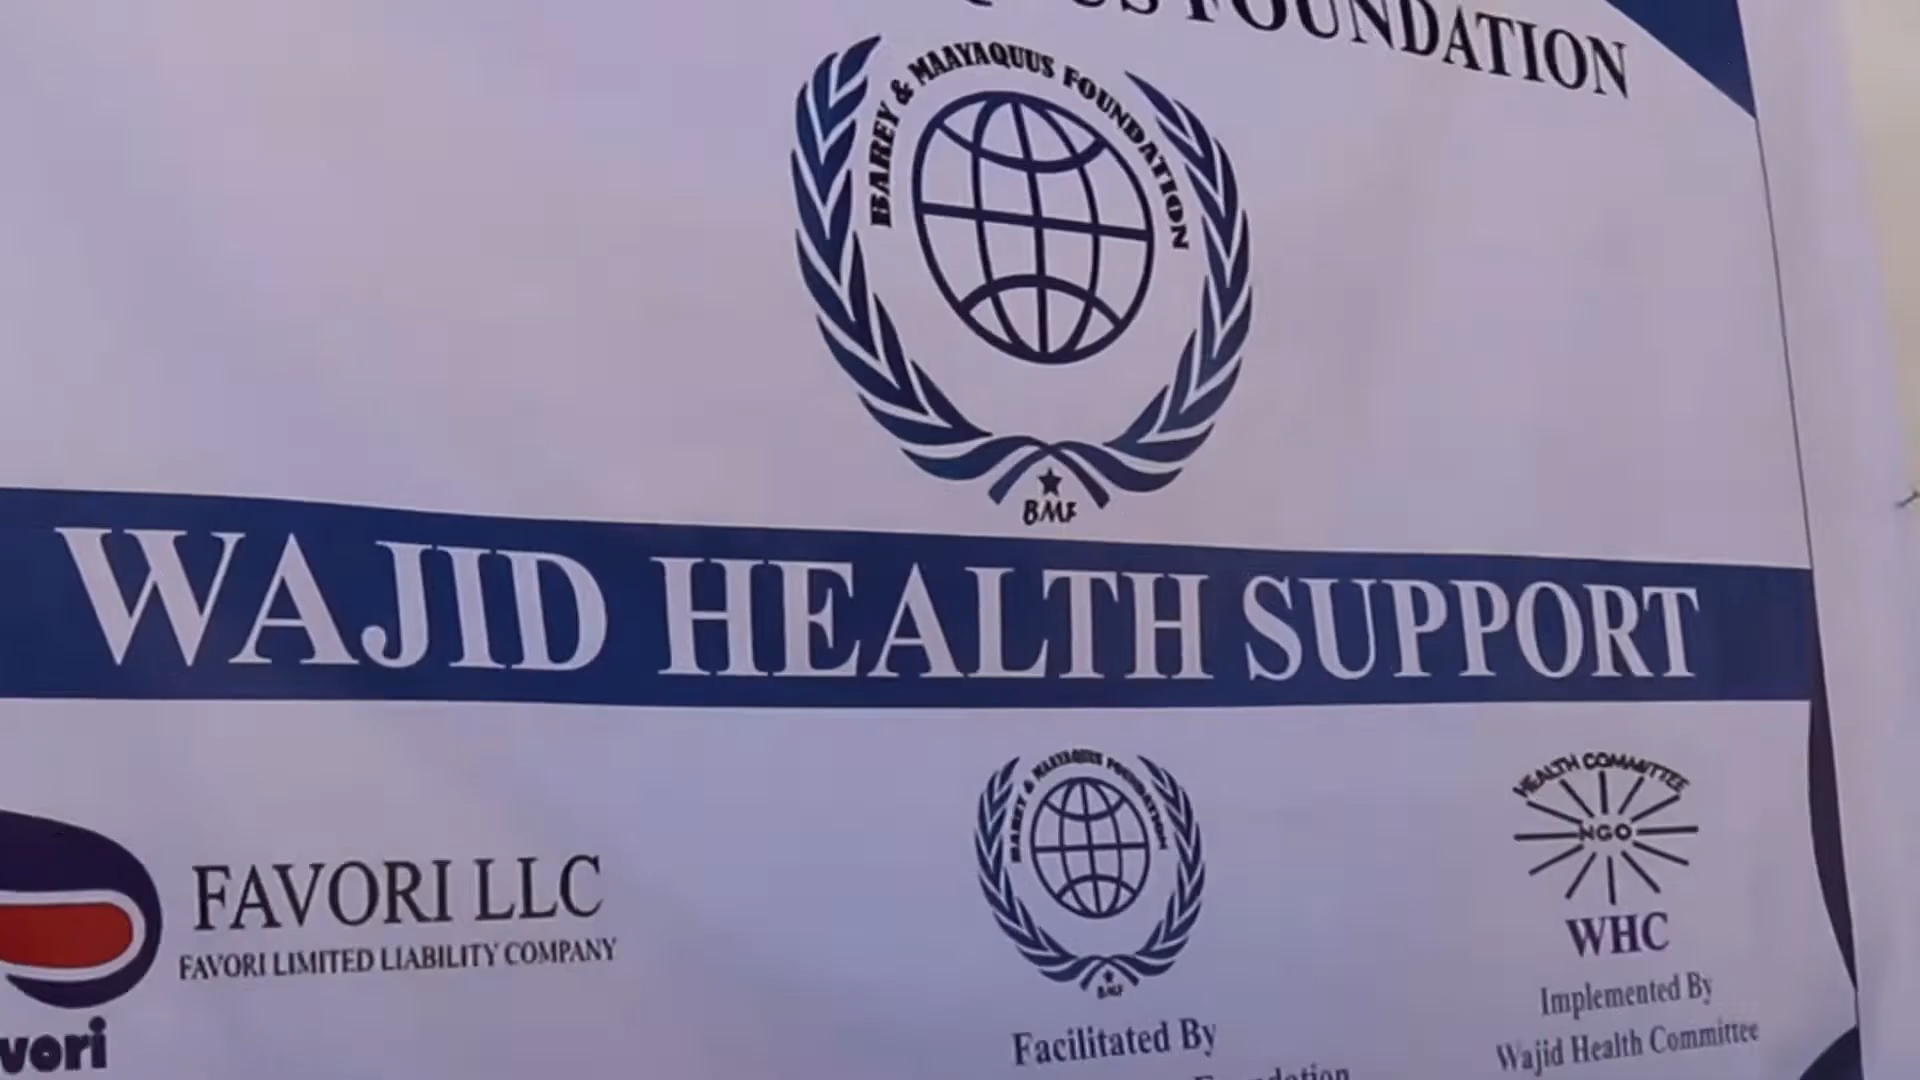 FOUNDATION
BAREY & MAAYAQUUS FOUNDATION
BMF
WAJID HEALTH SUPPORT
FAVORI LLC
FAVORI LIMITED LIABILITY COMPANY
vori
BAREY & MAAYAQUUS FOUNDATION
BMF
Facilitated By
HEALTH COMMITTEE
NGO
WHC
Implemented By
Wajid Health Committee